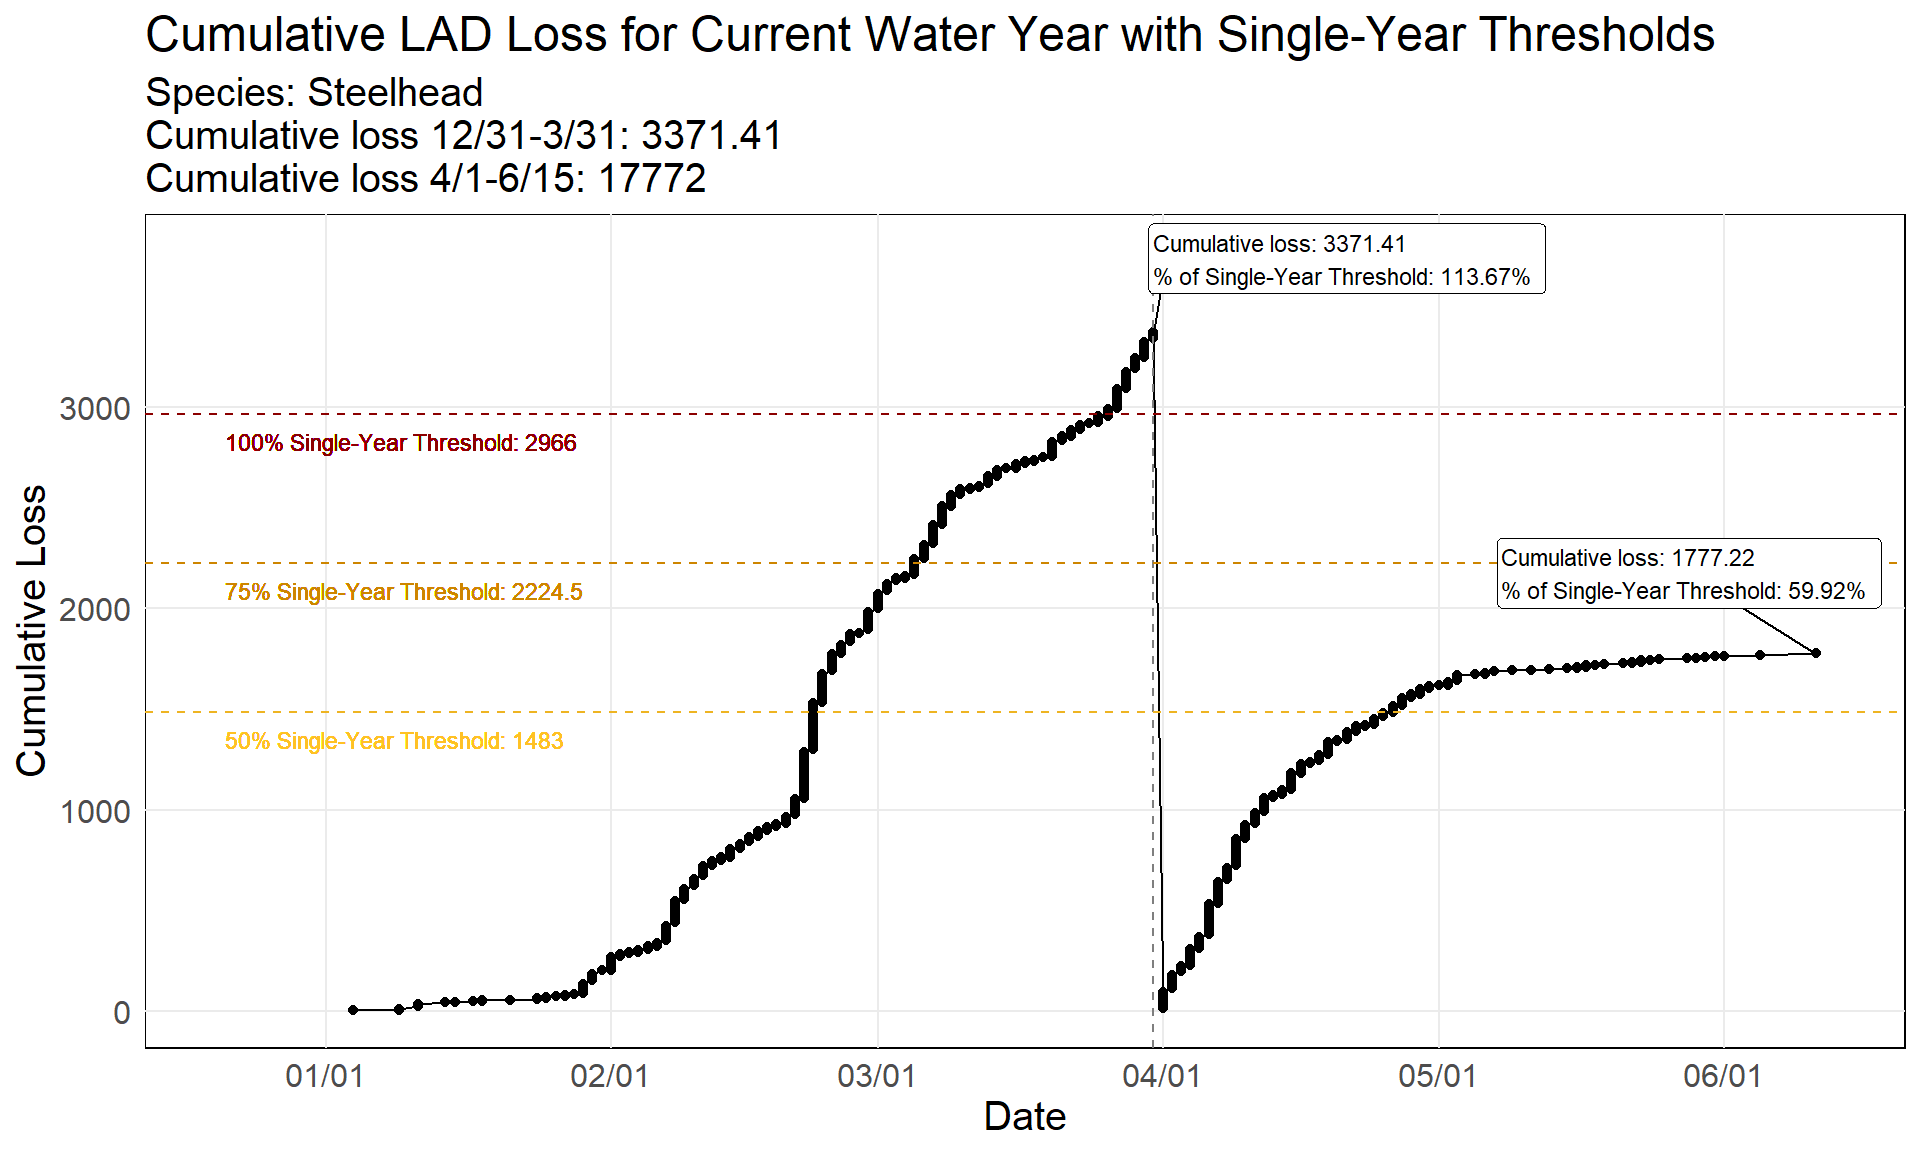 Cumulative LAD Loss for Current Water Year with Single-Year Thresholds
Species: Steelhead
Cumulative loss 12/31-3/31: 3371.41
Cumulative loss 4/1-6/15: 17772
Cumulative loss: 3371.41
% of Single-Year Threshold: 113.67%
3000
100% Single-Year Threshold: 2966
Cumulative loss: 1777.22
% of Single-Year Threshold: 59.92%
75% Single-Year Threshold: 2224.5
2000
50% Single-Year Threshold: 1483
1000
0
Cumulative Loss
01/01
02/01
03/01
04/01
05/01
06/01
Date